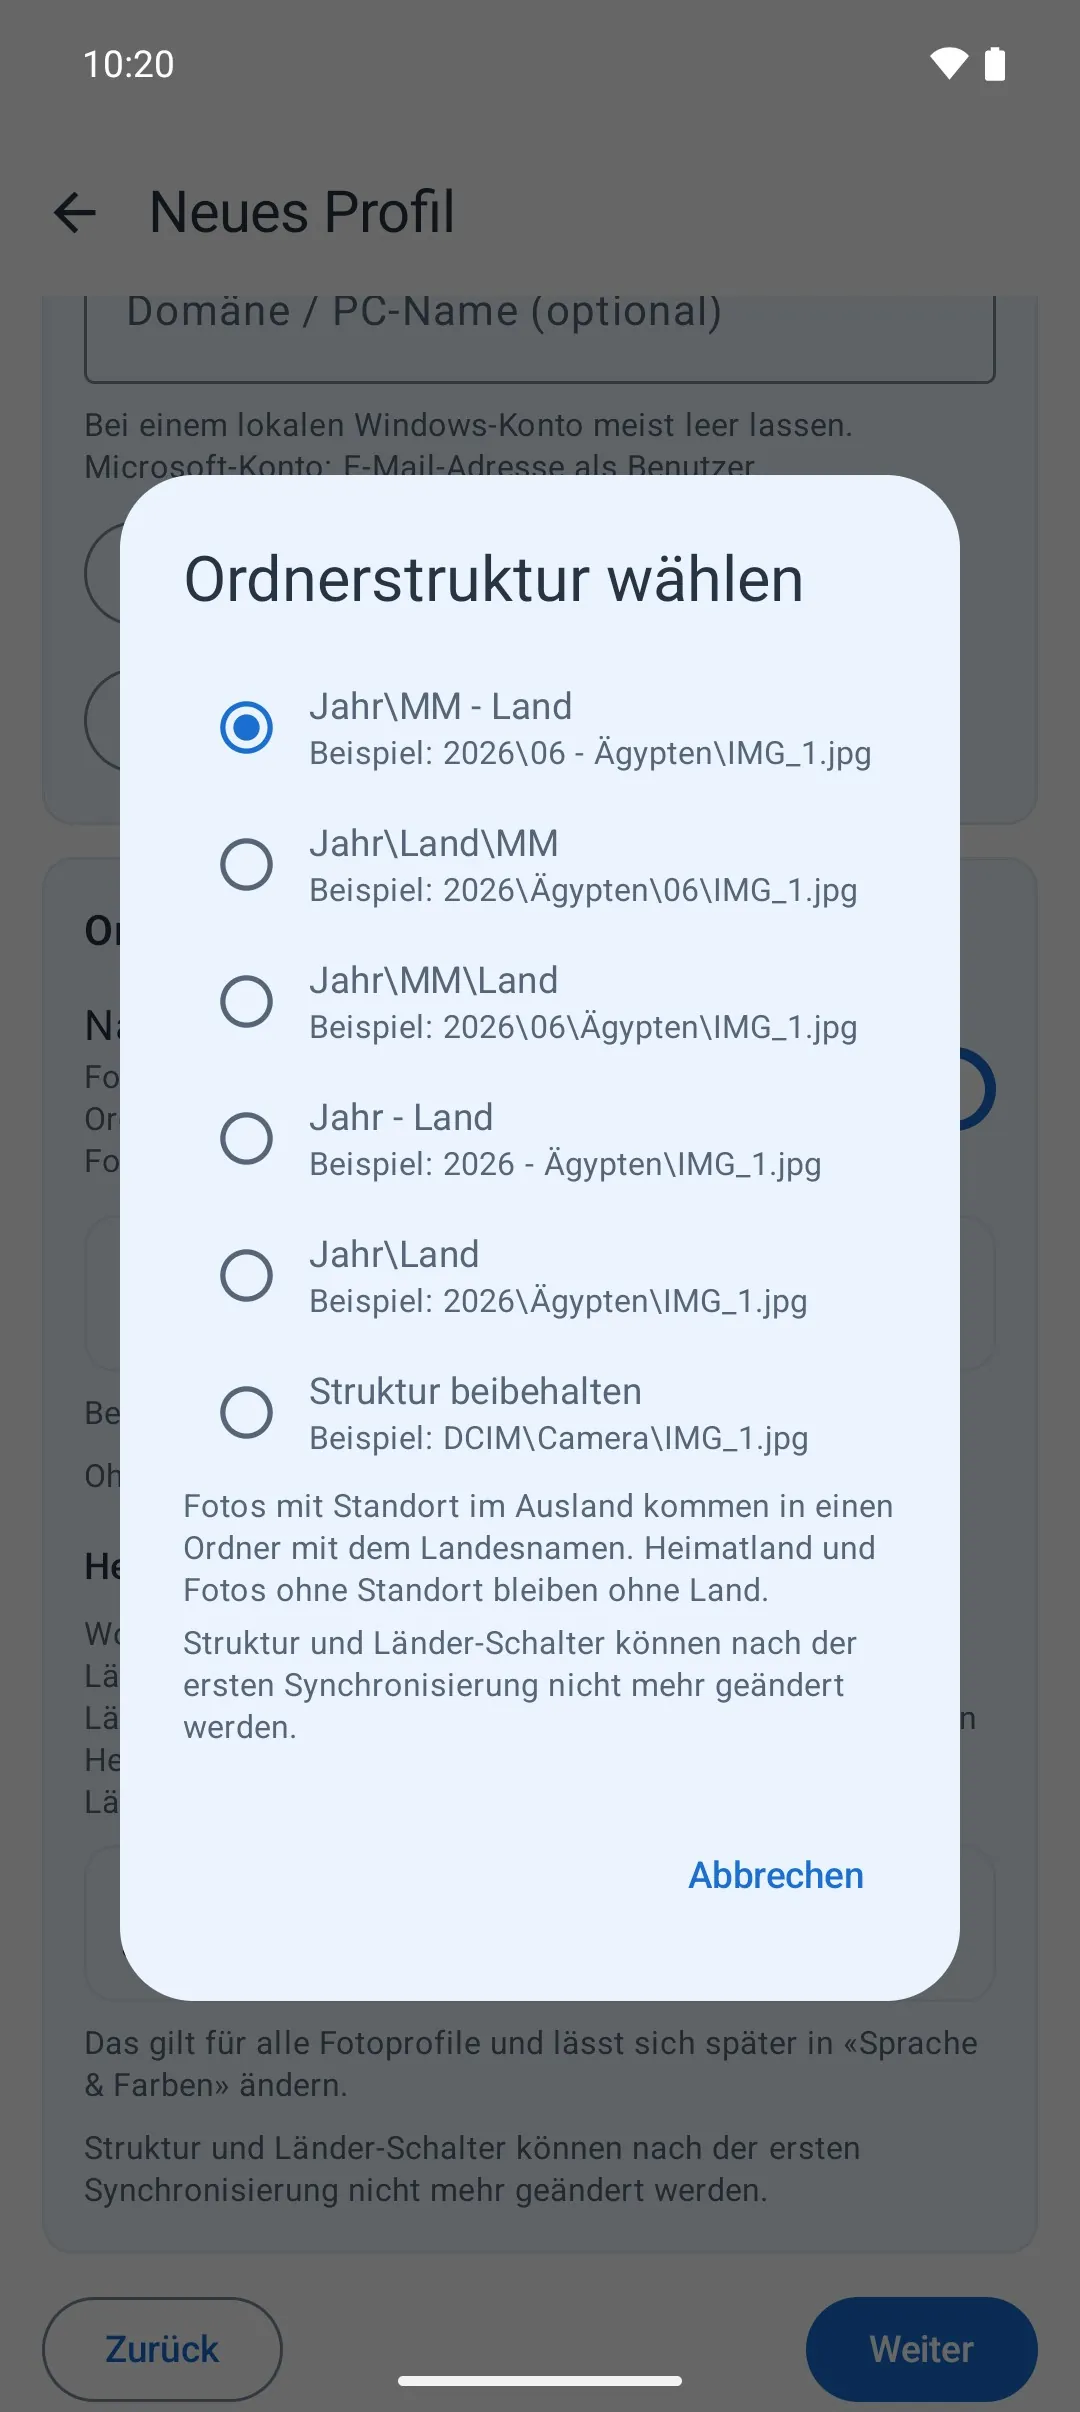 10:20
Neues Profil
Domäne / PC-Name (optional)
Bei einem lokalen Windows-Konto meist leer lassen.
Microsoft-Konto: E-Mail-Adresse als Benutzer
Ordnerstruktur wählen
Jahr\MM - Land
Beispiel: 2026\06 - Ägypten\IMG_1.jpg
Jahr\Land\MM
Beispiel: 2026\Ägypten\06\IMG_1.jpg
Jahr\MM\Land
Beispiel: 2026\06\Ägypten\IMG_1.jpg
Jahr - Land
Beispiel: 2026 - Ägypten\IMG_1.jpg
Jahr\Land
Beispiel: 2026\Ägypten\IMG_1.jpg
Struktur beibehalten
Beispiel: DCIM\Camera\IMG_1.jpg
Fotos mit Standort im Ausland kommen in einen
Ordner mit dem Landesnamen. Heimatland und
Fotos ohne Standort bleiben ohne Land.
Struktur und Länder-Schalter können nach der
ersten Synchronisierung nicht mehr geändert
werden.
Abbrechen
Das gilt für alle Fotoprofile und lässt sich später in «Sprache
& Farben» ändern.
Struktur und Länder-Schalter können nach der ersten
Synchronisierung nicht mehr geändert werden.
Zurück
Weiter